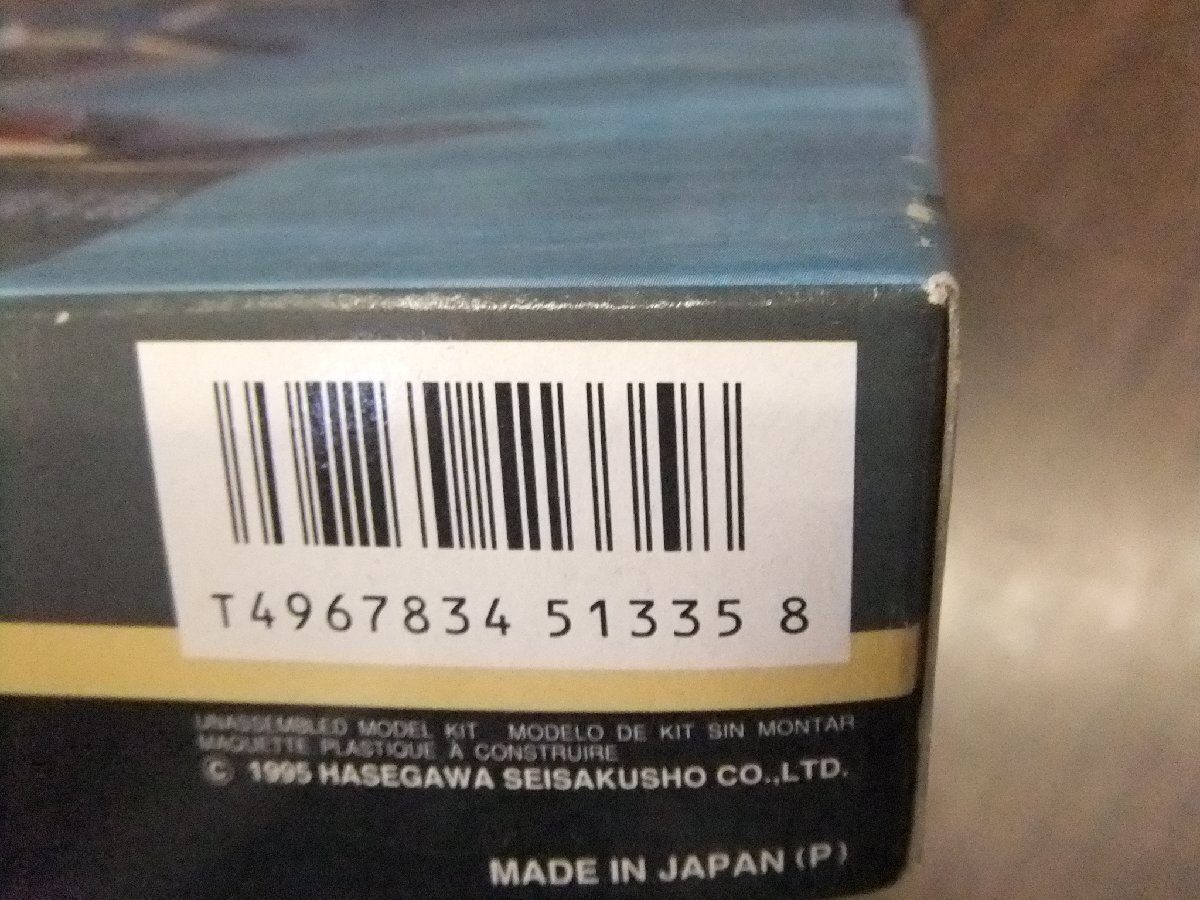 T4967834 51335 8
UNASSEMBLED MODEL KIT MODELO DE KIT SIN MONTAR
MAQUETTE PLASTIQUE À CONSTRUIRE
© 1995 HASEGAWA SEISAKUSHO CO.,LTD.
MADE IN JAPAN (P)